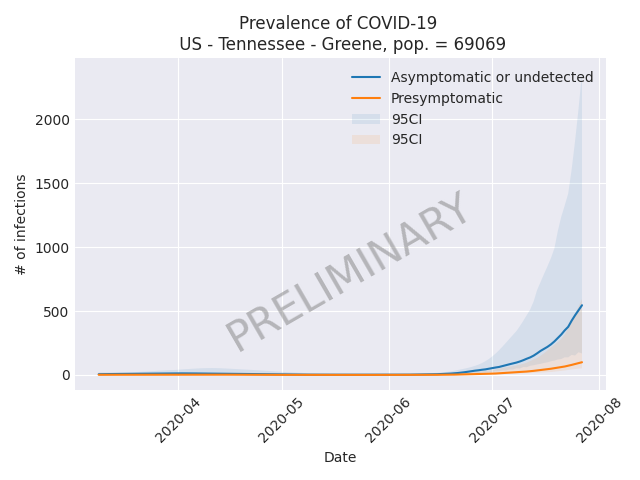 Prevalence of COVID-19
US - Tennessee - Greene, pop. = 69069
Asymptomatic or undetected
Presymptomatic
95CI
95CI
PRELIMINARY
# of infections
2000
1500
1000
500
0
2020-04
2020-05
2020-06
2020-07
2020-08
Date